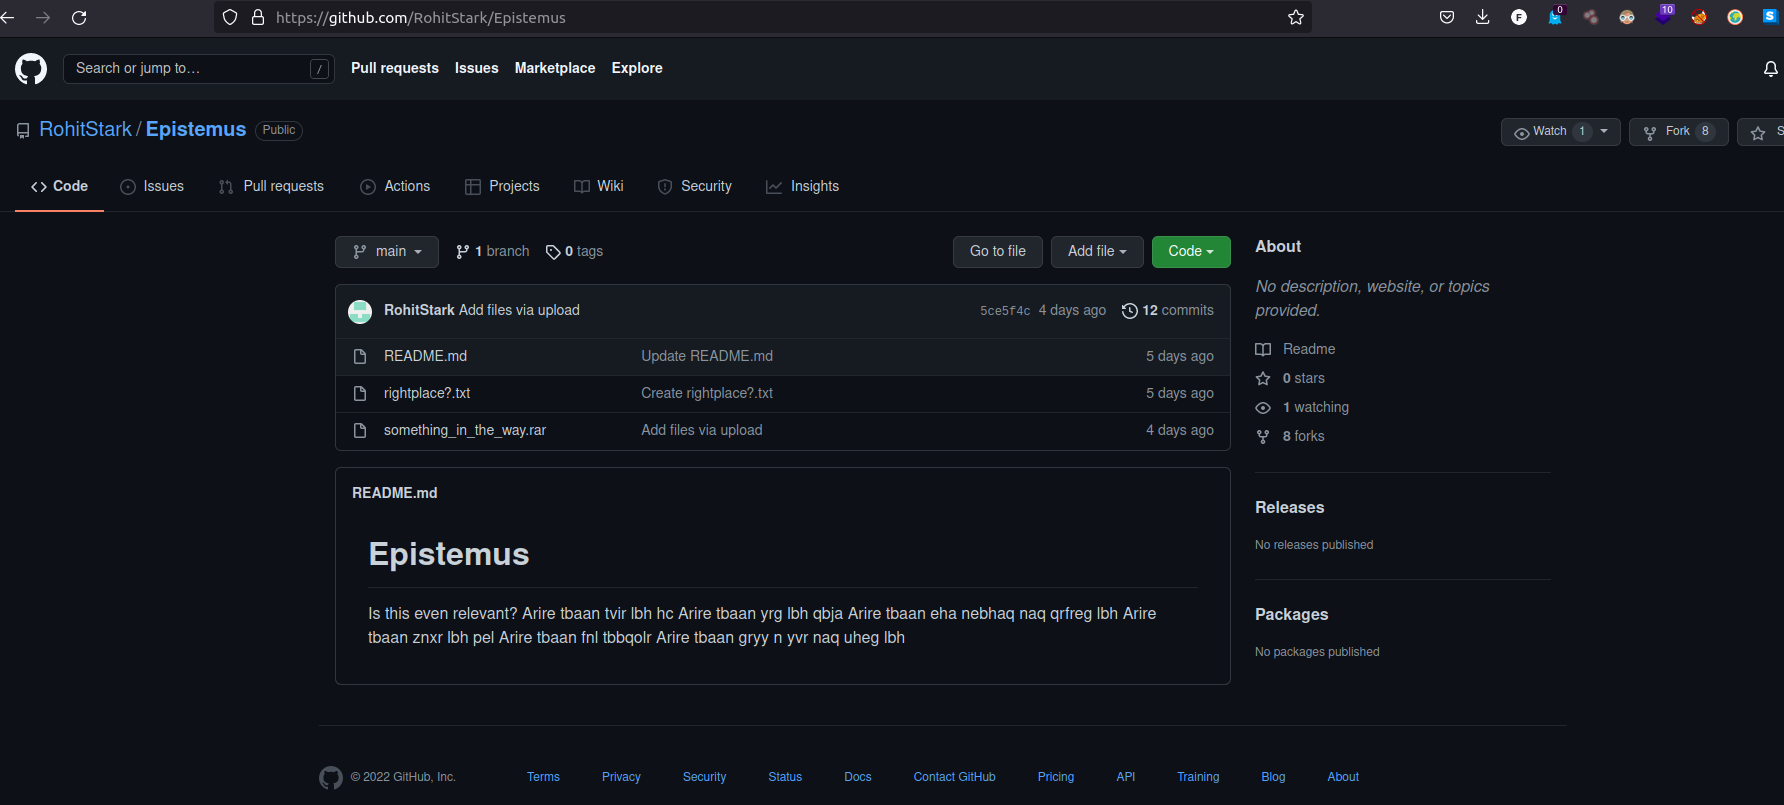 https://github.com/RohitStark/Epistemus
F
0
10
S
Search or jump to…
/
Pull requests
Issues
Marketplace
Explore
RohitStark / Epistemus
Public
Watch 1
Fork 8
S
Code
Issues
Pull requests
Actions
Projects
Wiki
Security
Insights
main
1 branch
0 tags
Go to file
Add file
Code
RohitStark Add files via upload
5ce5f4c 4 days ago
12 commits
README.md
Update README.md
5 days ago
rightplace?.txt
Create rightplace?.txt
5 days ago
something_in_the_way.rar
Add files via upload
4 days ago
README.md
Epistemus
Is this even relevant? Arire tbaan tvir lbh hc Arire tbaan yrg lbh qbja Arire tbaan eha nebhaq naq qrfreg lbh Arire
tbaan znxr lbh pel Arire tbaan fnl tbbqolr Arire tbaan gryy n yvr naq uheg lbh
About
No description, website, or topics
provided.
Readme
0 stars
1 watching
8 forks
Releases
No releases published
Packages
No packages published
© 2022 GitHub, Inc.
Terms
Privacy
Security
Status
Docs
Contact GitHub
Pricing
API
Training
Blog
About